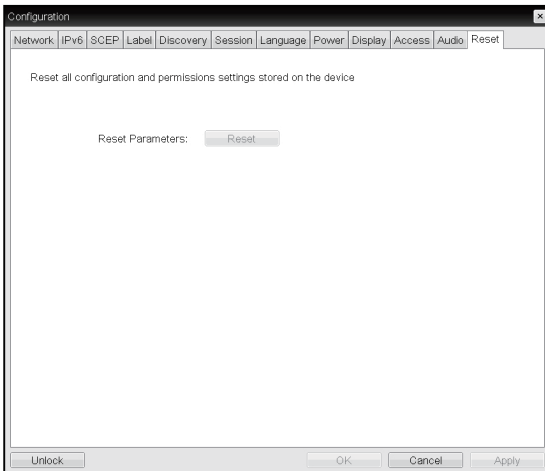 Configuration
Network IPv6 SCEP Label Discovery Session Language Power Display Access Audio Reset
Reset all configuration and permissions settings stored on the device
Reset Parameters: Reset
Unlock OK Cancel Apply